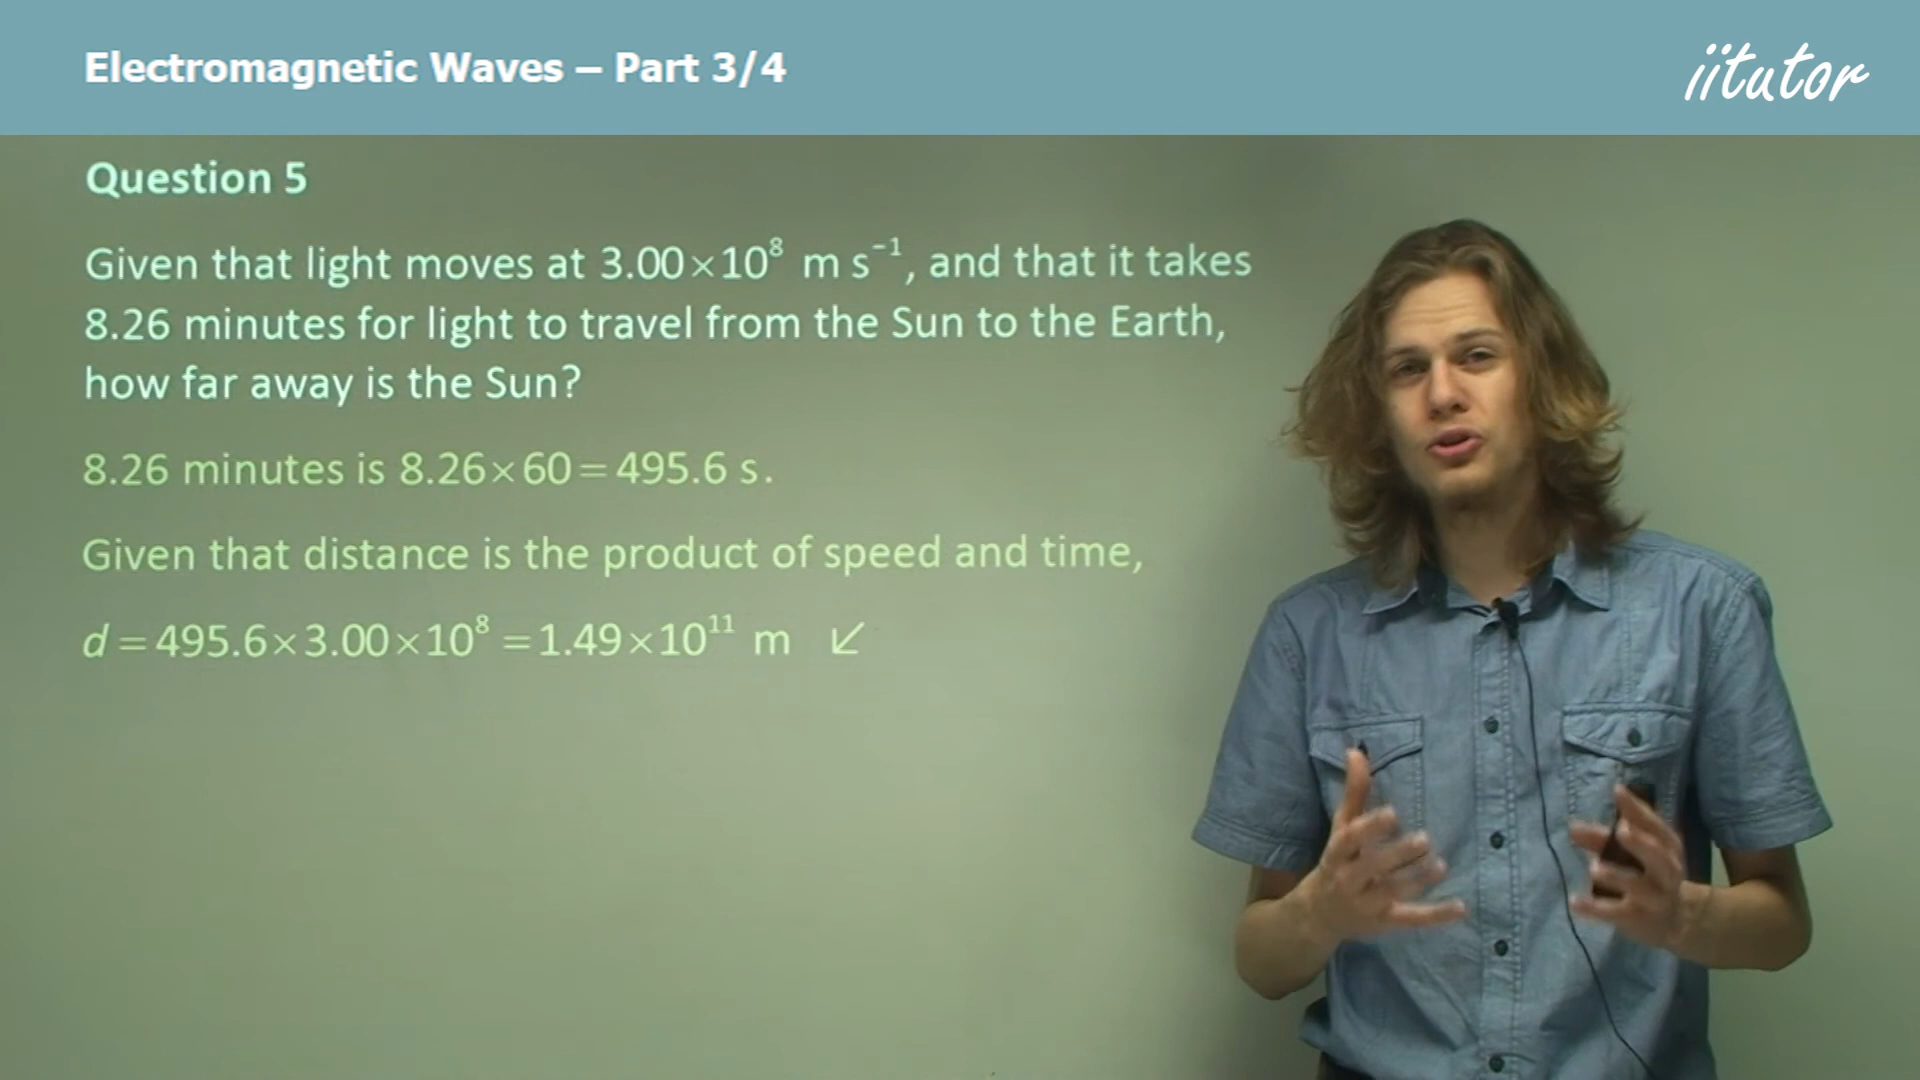 Electromagnetic Waves – Part 3/4
iitutor
Question 5
Given that light moves at 3.00×10⁸ m s⁻¹, and that it takes
8.26 minutes for light to travel from the Sun to the Earth,
how far away is the Sun?
8.26 minutes is 8.26×60=495.6 s.
Given that distance is the product of speed and time,
d=495.6×3.00×10⁸=1.49×10¹¹ m ↙